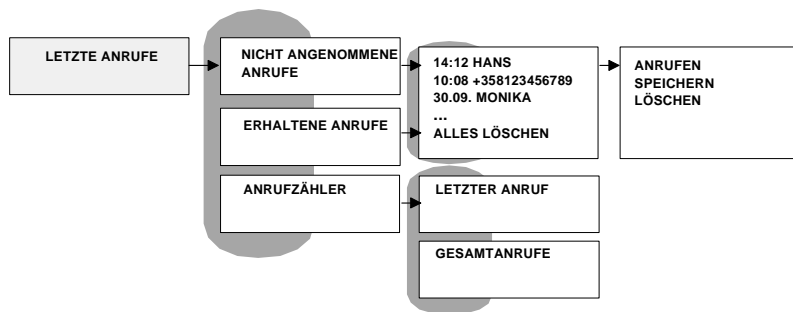 LETZTE ANRUFE
NICHT ANGENOMMENE
ANRUFE
ERHALTENE ANRUFE
ANRUFZÄHLER
14:12 HANS
10:08 +358123456789
30.09. MONIKA
...
ALLES LÖSCHEN
LETZTER ANRUF
GESAMTANRUFE
ANRUFEN
SPEICHERN
LÖSCHEN